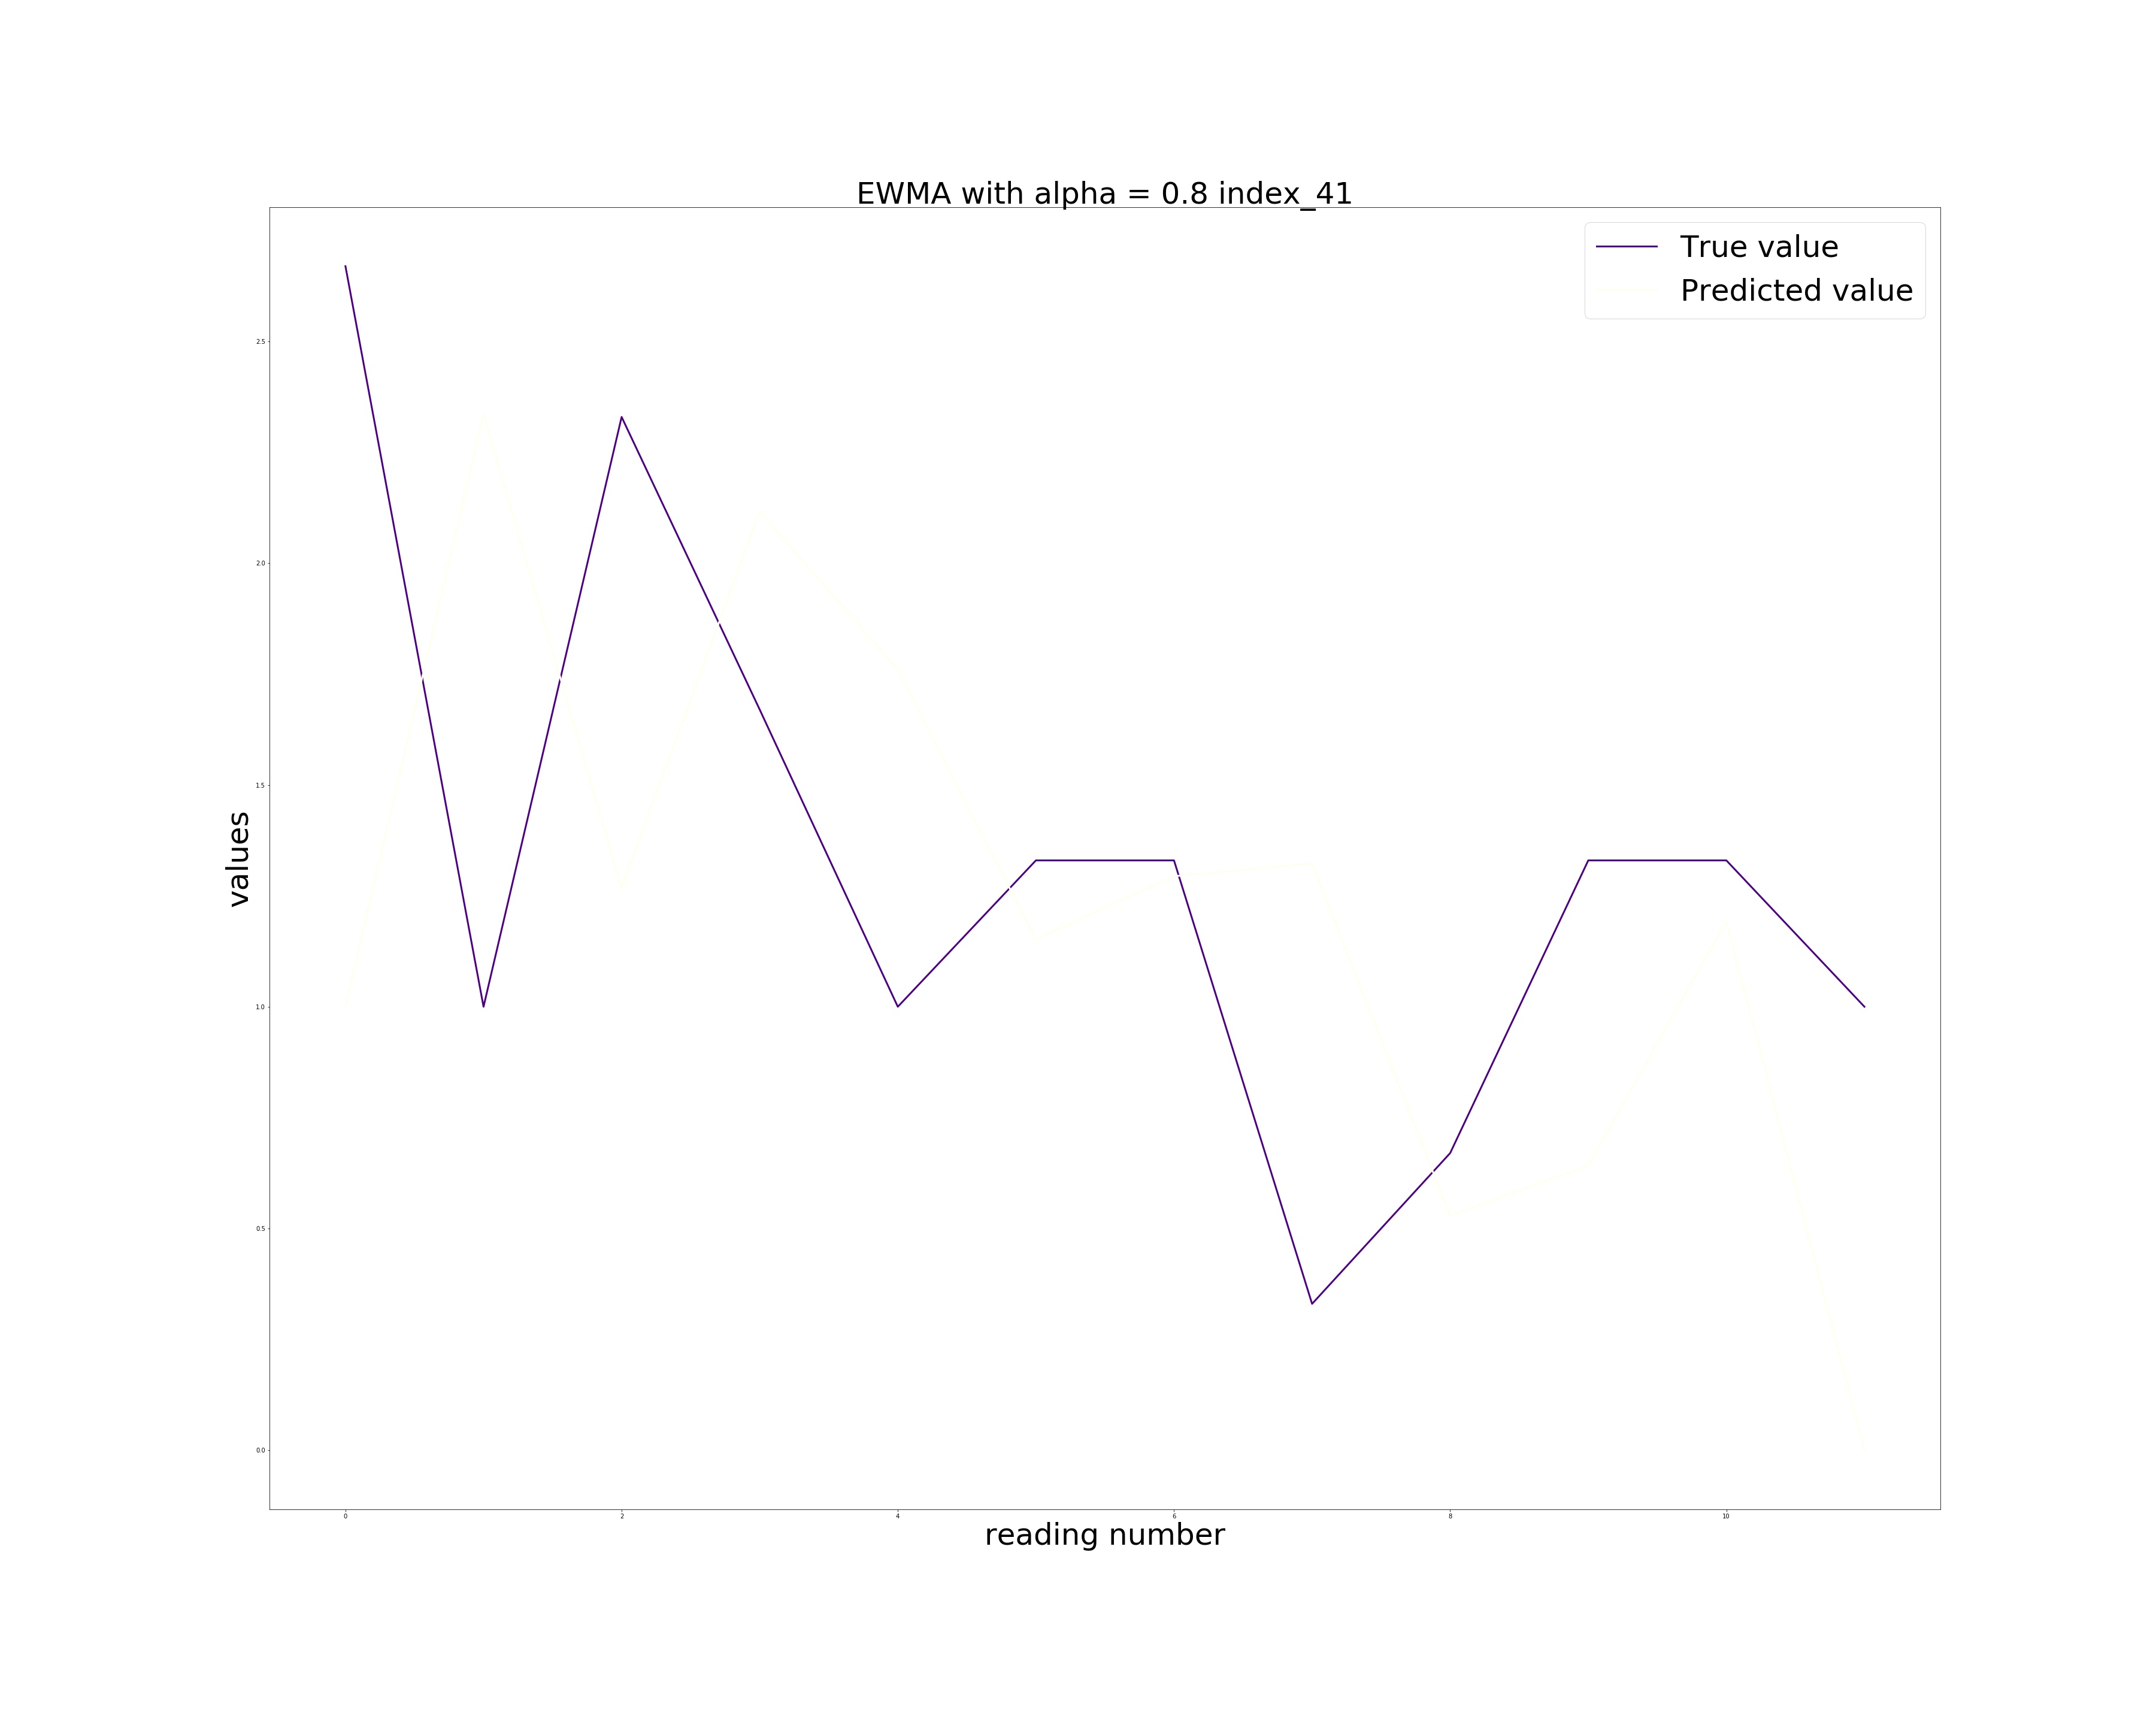 EWMA with alpha = 0.8 index_41
True value
Predicted value
2.5
2.0
1.5
1.0
0.5
0.0
values
0 2 4 6 8 10
reading number